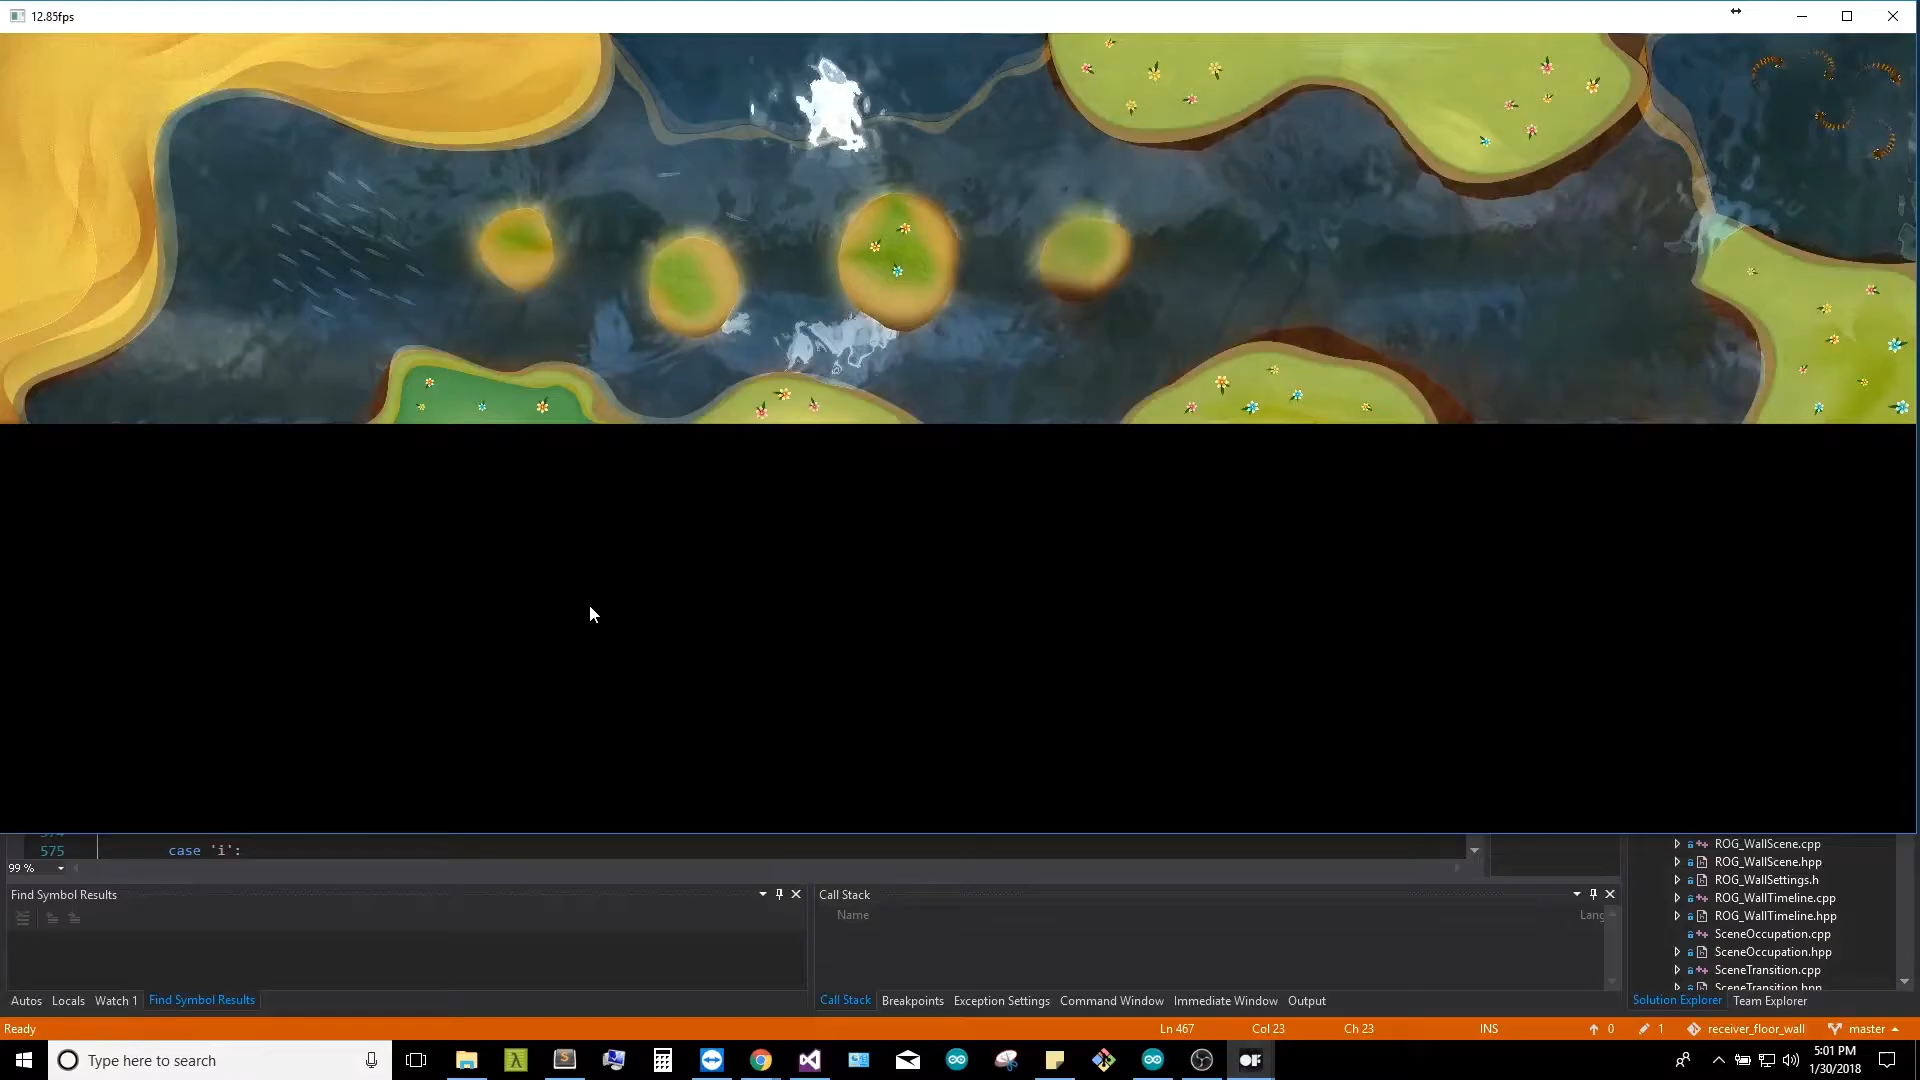 12.85fps
575 case 'i':
99 %
ROG_WallScene.cpp
ROG_WallScene.hpp
ROG_WallSettings.h
ROG_WallTimeline.cpp
ROG_WallTimeline.hpp
SceneOccupation.cpp
SceneOccupation.hpp
SceneTransition.cpp
SceneTransition.hpp
Find Symbol Results
Call Stack
Name Lang
Autos Locals Watch 1 Find Symbol Results
Call Stack Breakpoints Exception Settings Command Window Immediate Window Output
Solution Explorer Team Explorer
Ready Ln 467 Col 23 Ch 23 INS 0 1 receiver_floor_wall master
Type here to search
5:01 PM
1/30/2018